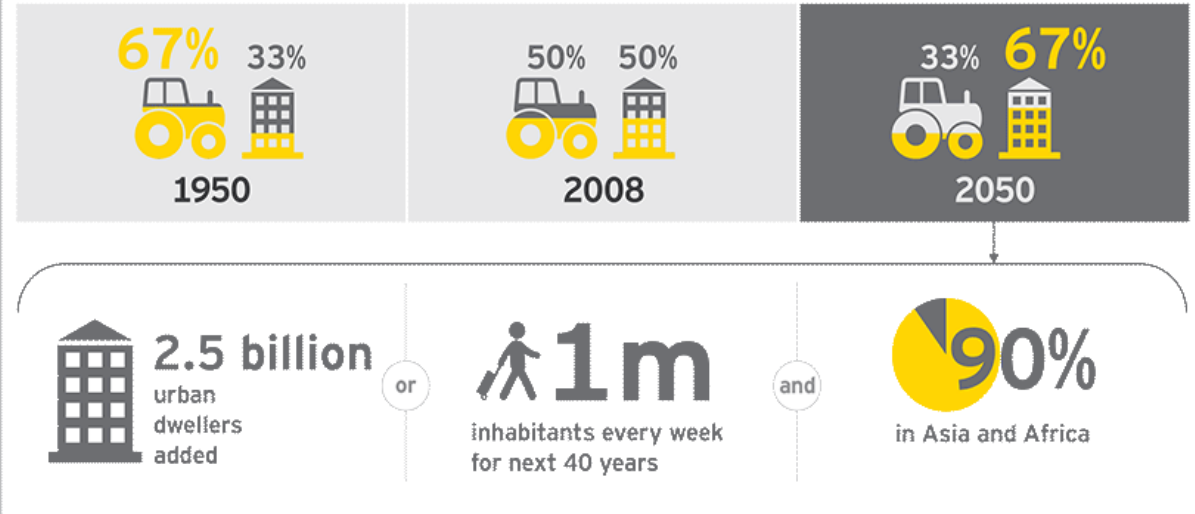 67% 33%
1950
50% 50%
2008
33% 67%
2050
2.5 billion
urban
dwellers
added
or
1m
inhabitants every week
for next 40 years
and
90%
in Asia and Africa